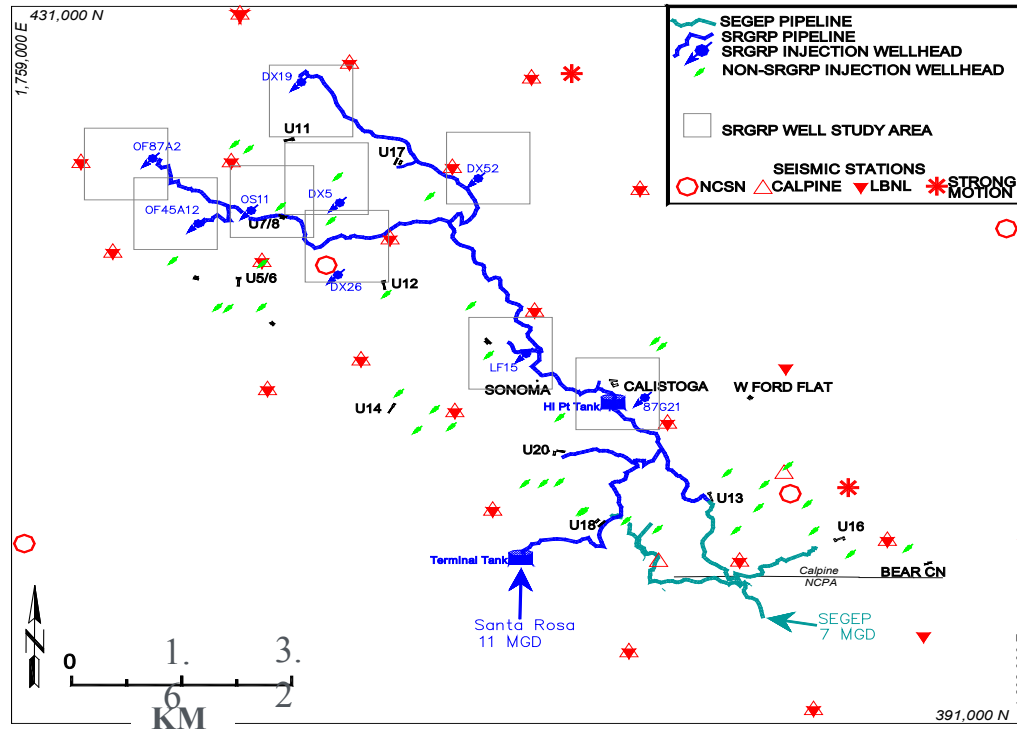 431,000 N
1,759,000 E
SEGEP PIPELINE
SRGRP PIPELINE
SRGRP INJECTION WELLHEAD
NON-SRGRP INJECTION WELLHEAD
SRGRP WELL STUDY AREA
SEISMIC STATIONS
NCSN
CALPINE
LBNL
STRONG
MOTION
DX19
U11
OF87A2
U17
DX52
OS11
DX5
OF45A12
U7/8
U5/6
DX26
U12
LF15
SONOMA
CALISTOGA
W FORD FLAT
HI Pt Tank
87G21
U14
U20
U13
U18
U16
Terminal Tank
Calpine
NCPA
BEAR CN
Santa Rosa
11 MGD
SEGEP
7 MGD
N
0
1.
6
3.
2
KM
391,000 N